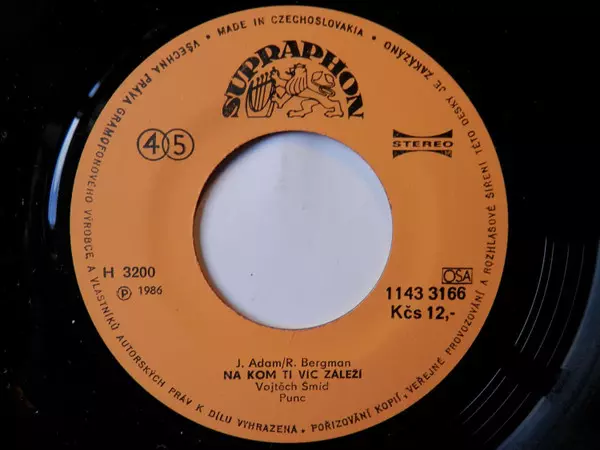 MADE IN CZECHOSLOVAKIA
SUPRAPHON
45
STEREO
H 3200
Ⓟ 1986
OSA
1143 3166
Kčs 12,-
J. Adam/R. Bergman
NA KOM TI VÍC ZÁLEŽÍ
Vojtěch Šmíd
Punc
VŠECHNA PRÁVA GRAMOFONOVÉHO VÝROBCE A VLASTNÍKŮ AUTORSKÝCH PRÁV K DÍLU VYHRAZENA. POŘIZOVÁNÍ KOPIÍ, VEŘEJNÉ PROVOZOVÁNÍ A ROZHLASOVÉ ŠÍŘENÍ TÉTO DESKY JE ZAKÁZÁNO